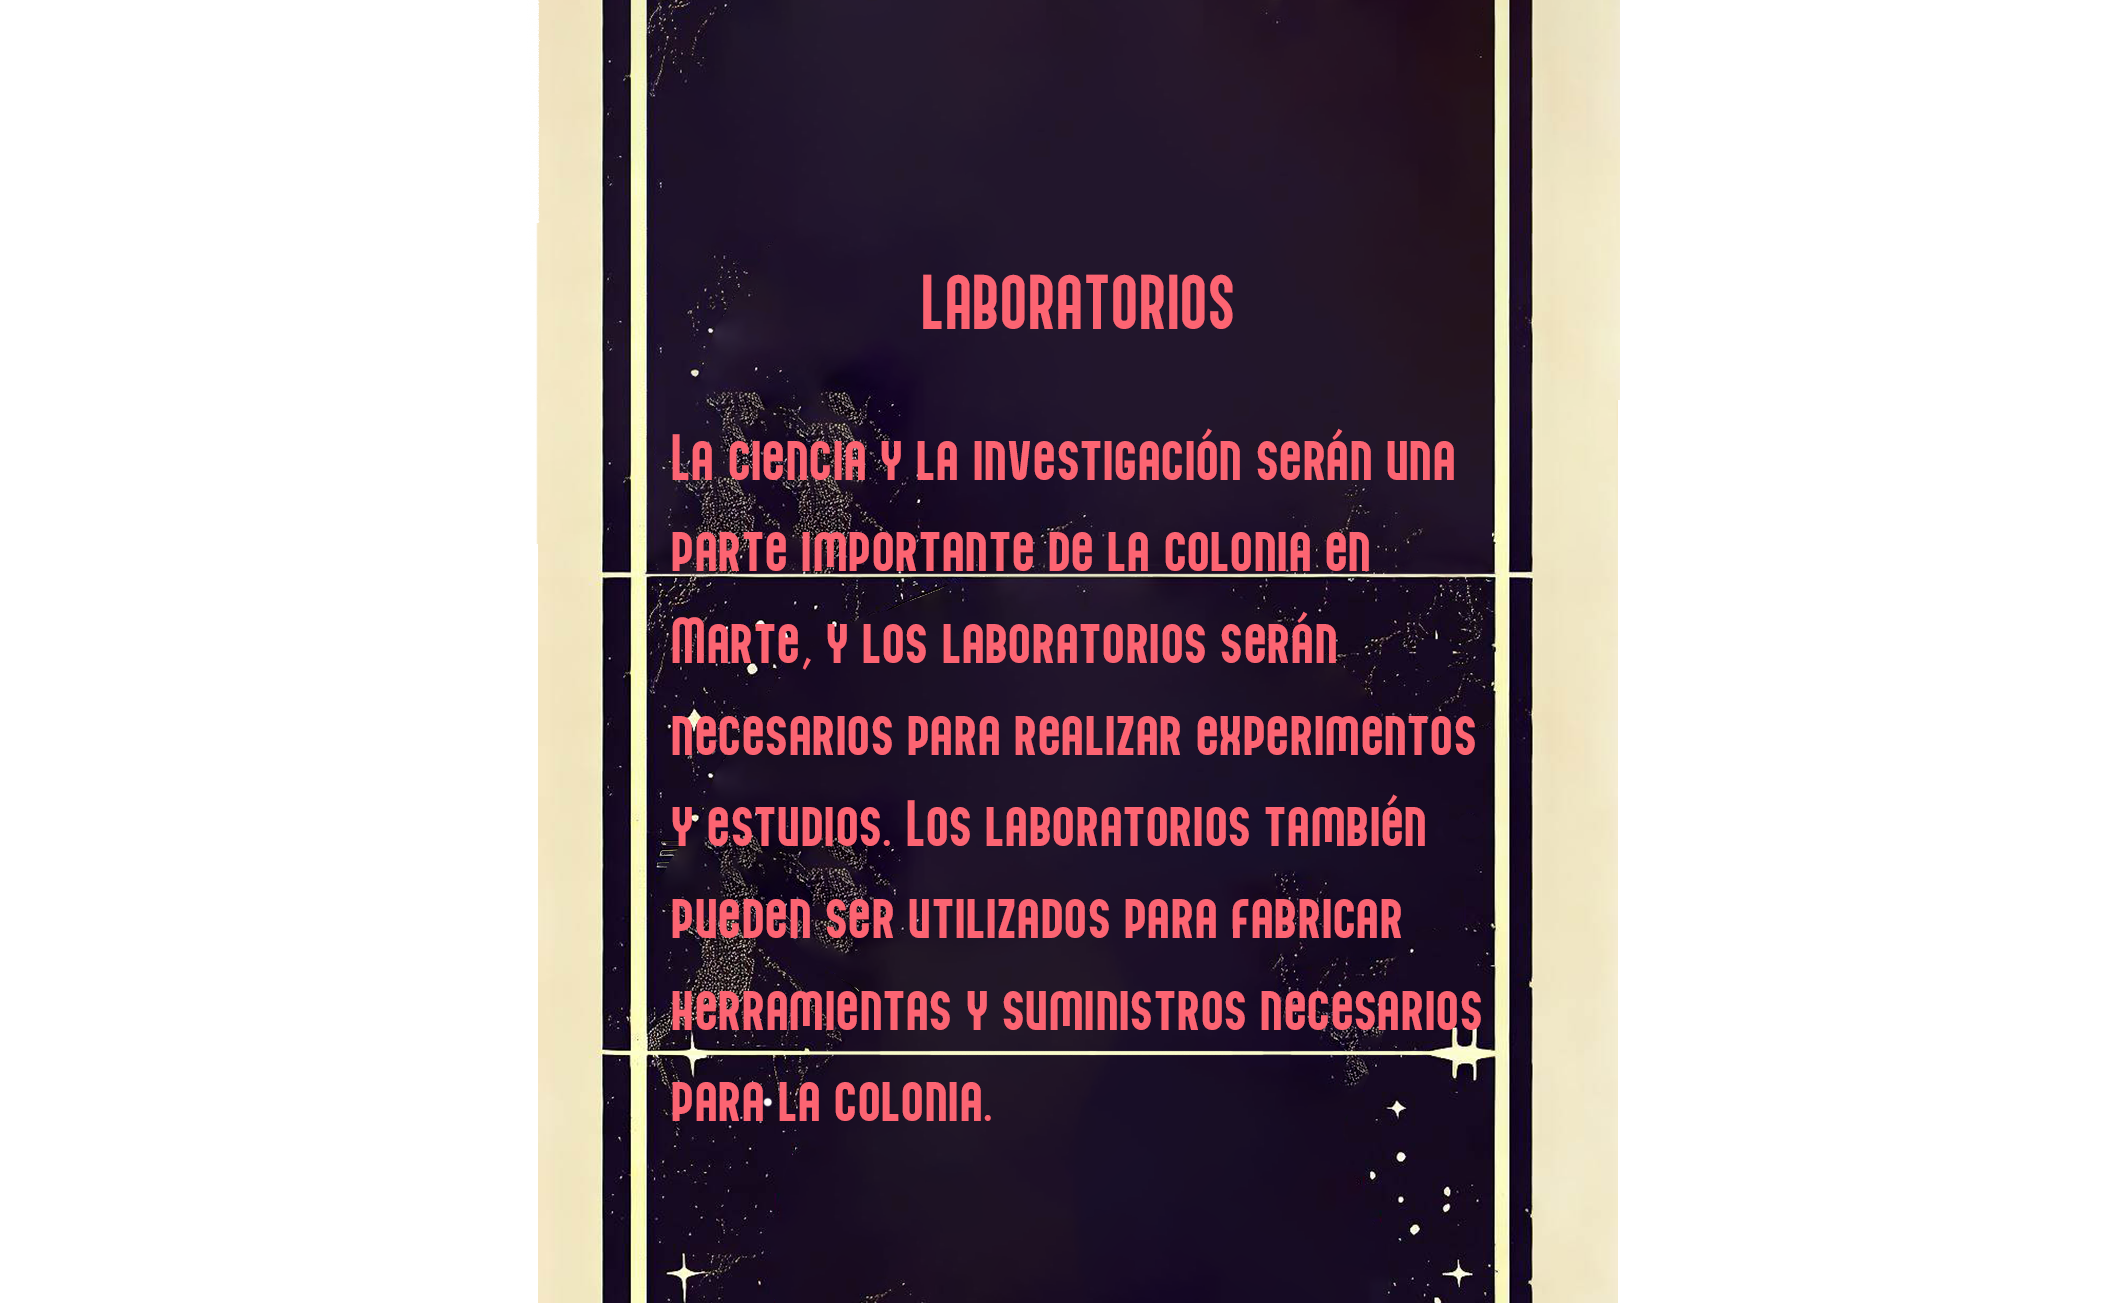 LABORATORIOS
La ciencia y la investigación serán una
parte importante de la colonia en
Marte, y los laboratorios serán
necesarios para realizar experimentos
y estudios. Los laboratorios también
pueden ser utilizados para fabricar
herramientas y suministros necesarios
para la colonia.